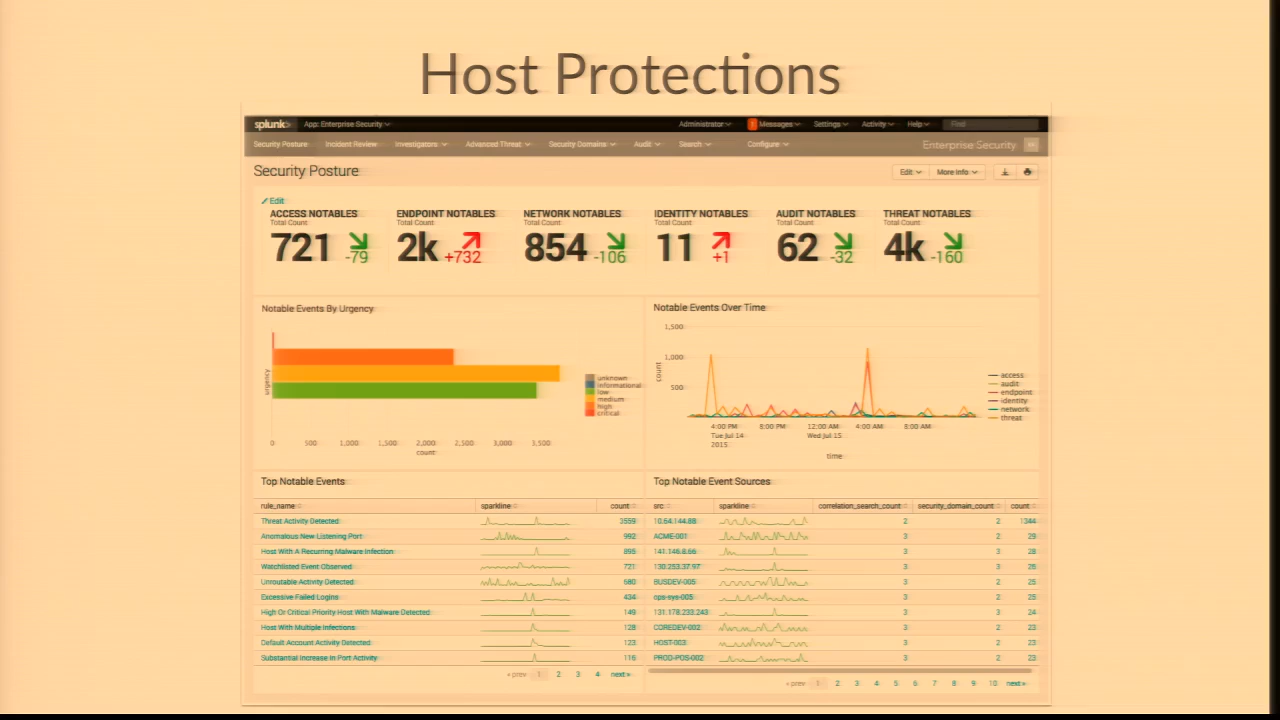 Host Protections
splunk> App: Enterprise Security Administrator ! Messages Settings Activity Help Find
Security Posture Incident Review Investigators Advanced Threat Security Domains Audit Search Configure Enterprise Security
Security Posture Edit More Info
Edit
ACCESS NOTABLES ENDPOINT NOTABLES NETWORK NOTABLES IDENTITY NOTABLES AUDIT NOTABLES THREAT NOTABLES
Total Count Total Count Total Count Total Count Total Count Total Count
721 -79 2k +732 854 -106 11 +1 62 -32 4k -160
Notable Events By Urgency
urgency
0 500 1,000 1,500 2,000 2,500 3,000 3,500
count
unknown
informational
low
medium
high
critical
Notable Events Over Time
1,500
1,000
500
count
4:00 PM 8:00 PM 12:00 AM 4:00 AM 8:00 AM
Tue Jul 14 Wed Jul 15
2015
time
access
audit
endpoint
identity
network
threat
Top Notable Events
rule_name sparkline count
Threat Activity Detected 3559
Anomalous New Listening Port 992
Host With A Recurring Malware Infection 895
Watchlisted Event Observed 721
Unroutable Activity Detected 580
Excessive Failed Logins 434
High Or Critical Priority Host With Malware Detected 149
Host With Multiple Infections 128
Default Account Activity Detected 123
Substantial Increase In Port Activity 116
« prev 1 2 3 4 next »
Top Notable Event Sources
src sparkline correlation_search_count security_domain_count count
10.64.144.88 2 2 1344
ACME-001 3 2 29
141.146.8.66 3 3 28
130.253.37.97 3 3 26
BUSDEV-005 3 2 25
ops-sys-005 3 2 25
131.178.233.243 3 3 24
COREDEV-002 3 2 23
HOST-003 3 2 23
PROD-POS-002 3 2 23
« prev 1 2 3 4 5 6 7 8 9 10 next »